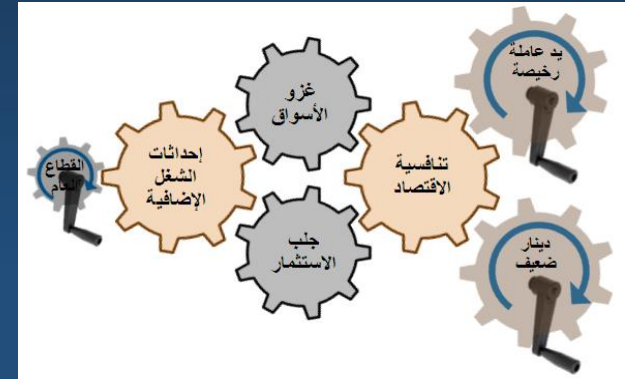 يد عاملة
رخيصة
غزو
الأسواق
تنافسية
الاقتصاد
إحداثات
الشغل
الإضافية
القطاع
العام
جلب
الاستثمار
دينار
ضعيف